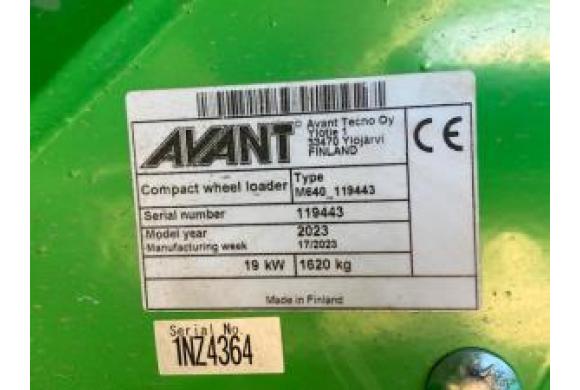 AVANT
© Avant Tecno Oy
Ylötie 1
33470 Ylöjärvi
FINLAND
CE
Compact wheel loader
Type
M640_119443
Serial number 119443
Model year 2023
Manufacturing week 17/2023
19 kW 1620 kg
Made in Finland
Serial No.
1NZ4364